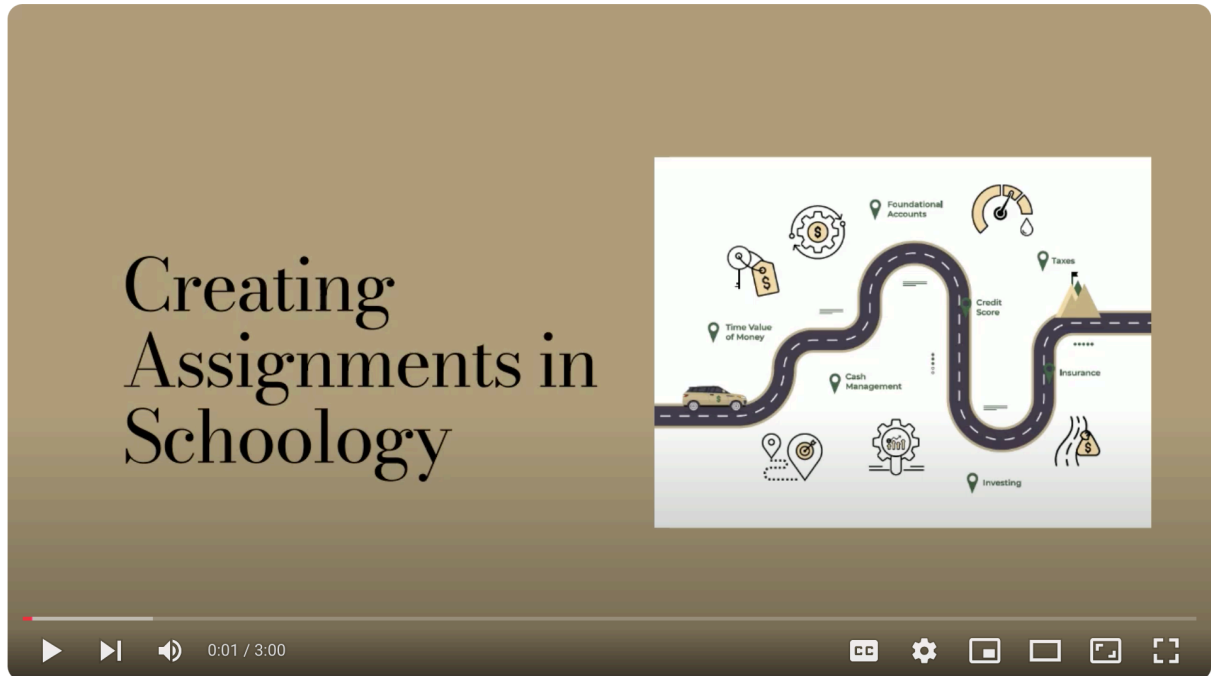 Creating
Assignments in
Schoology
Foundational
Accounts
Taxes
Credit
Score
Time Value
of Money
Cash
Management
Insurance
Investing
$
$
$
$
0:01 / 3:00
CC